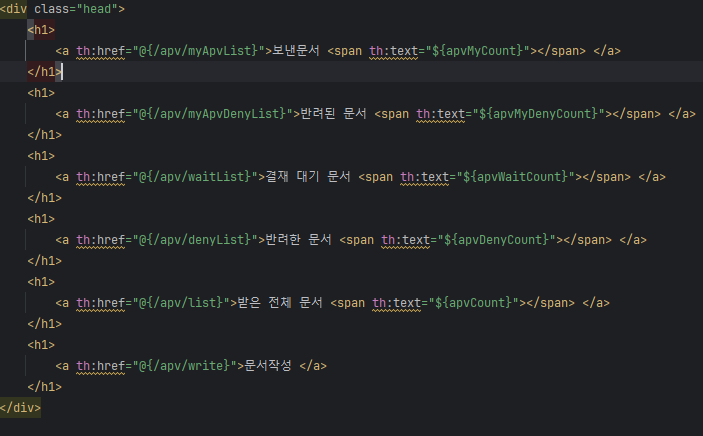 <div class="head">
<h1>
<a th:href="@{/apv/myApvList}">보낸문서 <span th:text="${apvMyCount}"></span> </a>
</h1>
<h1>
<a th:href="@{/apv/myApvDenyList}">반려된 문서 <span th:text="${apvMyDenyCount}"></span> </a>
</h1>
<h1>
<a th:href="@{/apv/waitList}">결재 대기 문서 <span th:text="${apvWaitCount}"></span> </a>
</h1>
<h1>
<a th:href="@{/apv/denyList}">반려한 문서 <span th:text="${apvDenyCount}"></span> </a>
</h1>
<h1>
<a th:href="@{/apv/list}">받은 전체 문서 <span th:text="${apvCount}"></span> </a>
</h1>
<h1>
<a th:href="@{/apv/write}">문서작성 </a>
</h1>
</div>